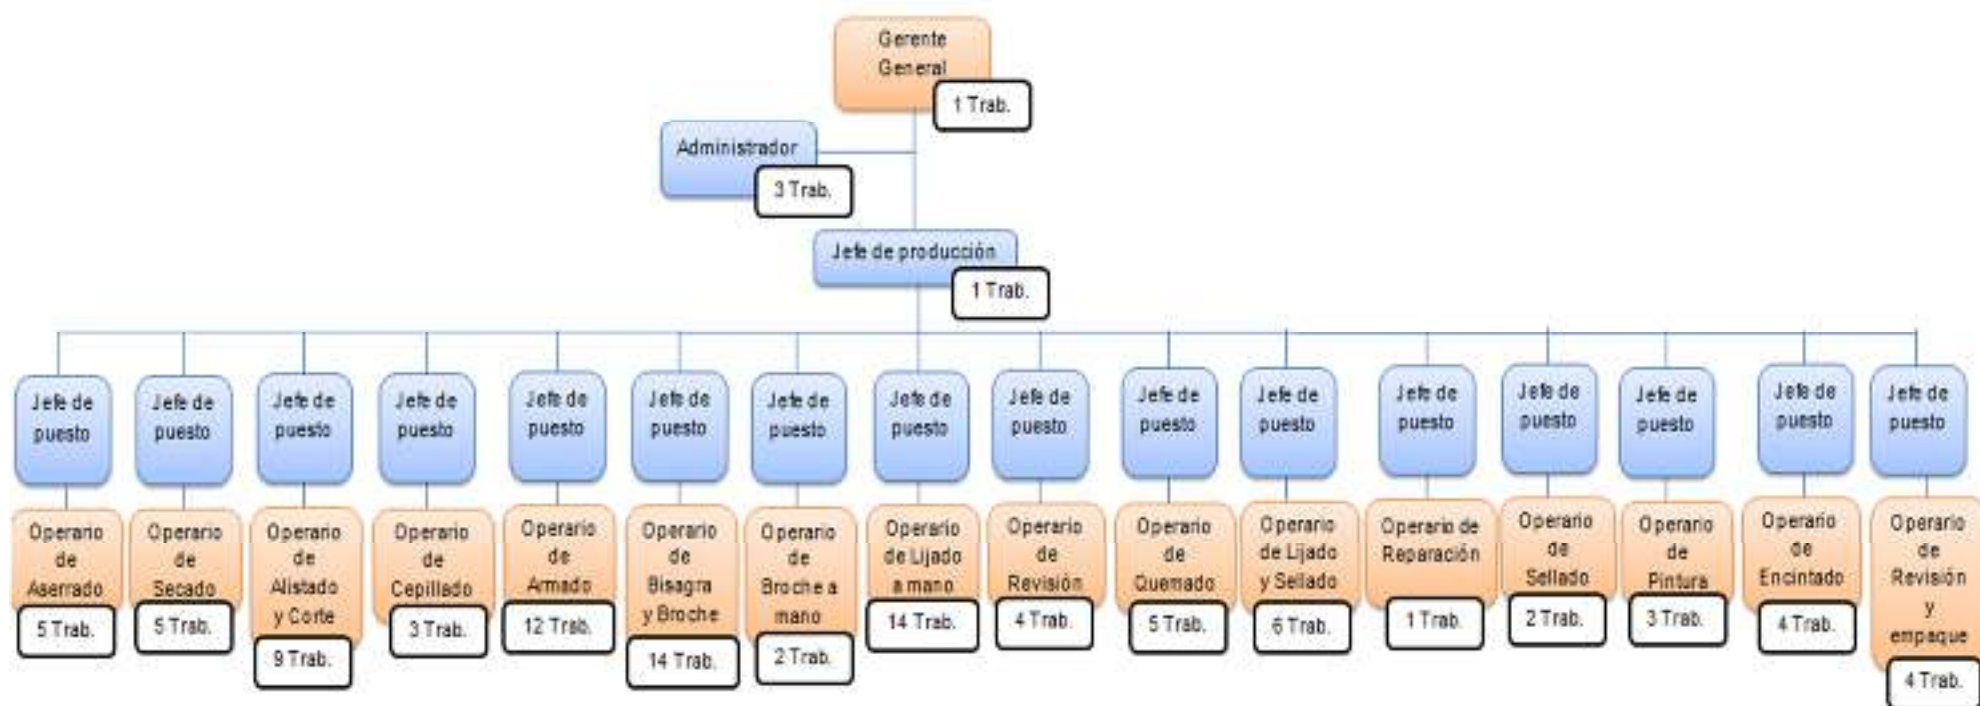 Gerente
General
1 Trab.
Administrador
3 Trab.
Jefe de producción
1 Trab.
Jefe de
puesto
Jefe de
puesto
Jefe de
puesto
Jefe de
puesto
Jefe de
puesto
Jefe de
puesto
Jefe de
puesto
Jefe de
puesto
Jefe de
puesto
Jefe de
puesto
Jefe de
puesto
Jefe de
puesto
Jefe de
puesto
Jefe de
puesto
Jefe de
puesto
Jefe de
puesto
Operario
de
Aserrado
5 Trab.
Operario
de
Secado
5 Trab.
Operario
de
Alistado
y Corte
9 Trab.
Operario
de
Cepillado
3 Trab.
Operario
de
Armado
12 Trab.
Operario
de
Bisagra
y Broche
14 Trab.
Operario
de
Broche a
mano
2 Trab.
Operario
de Lijado
a mano
14 Trab.
Operario
de
Revisión
4 Trab.
Operario
de
Quemado
5 Trab.
Operario
de Lijado
y Sellado
6 Trab.
Operario de
Reparación
1 Trab.
Operario
de
Sellado
2 Trab.
Operario
de
Pintura
3 Trab.
Operario
de
Encintado
4 Trab.
Operario
de
Revisión
y
empaque
4 Trab.